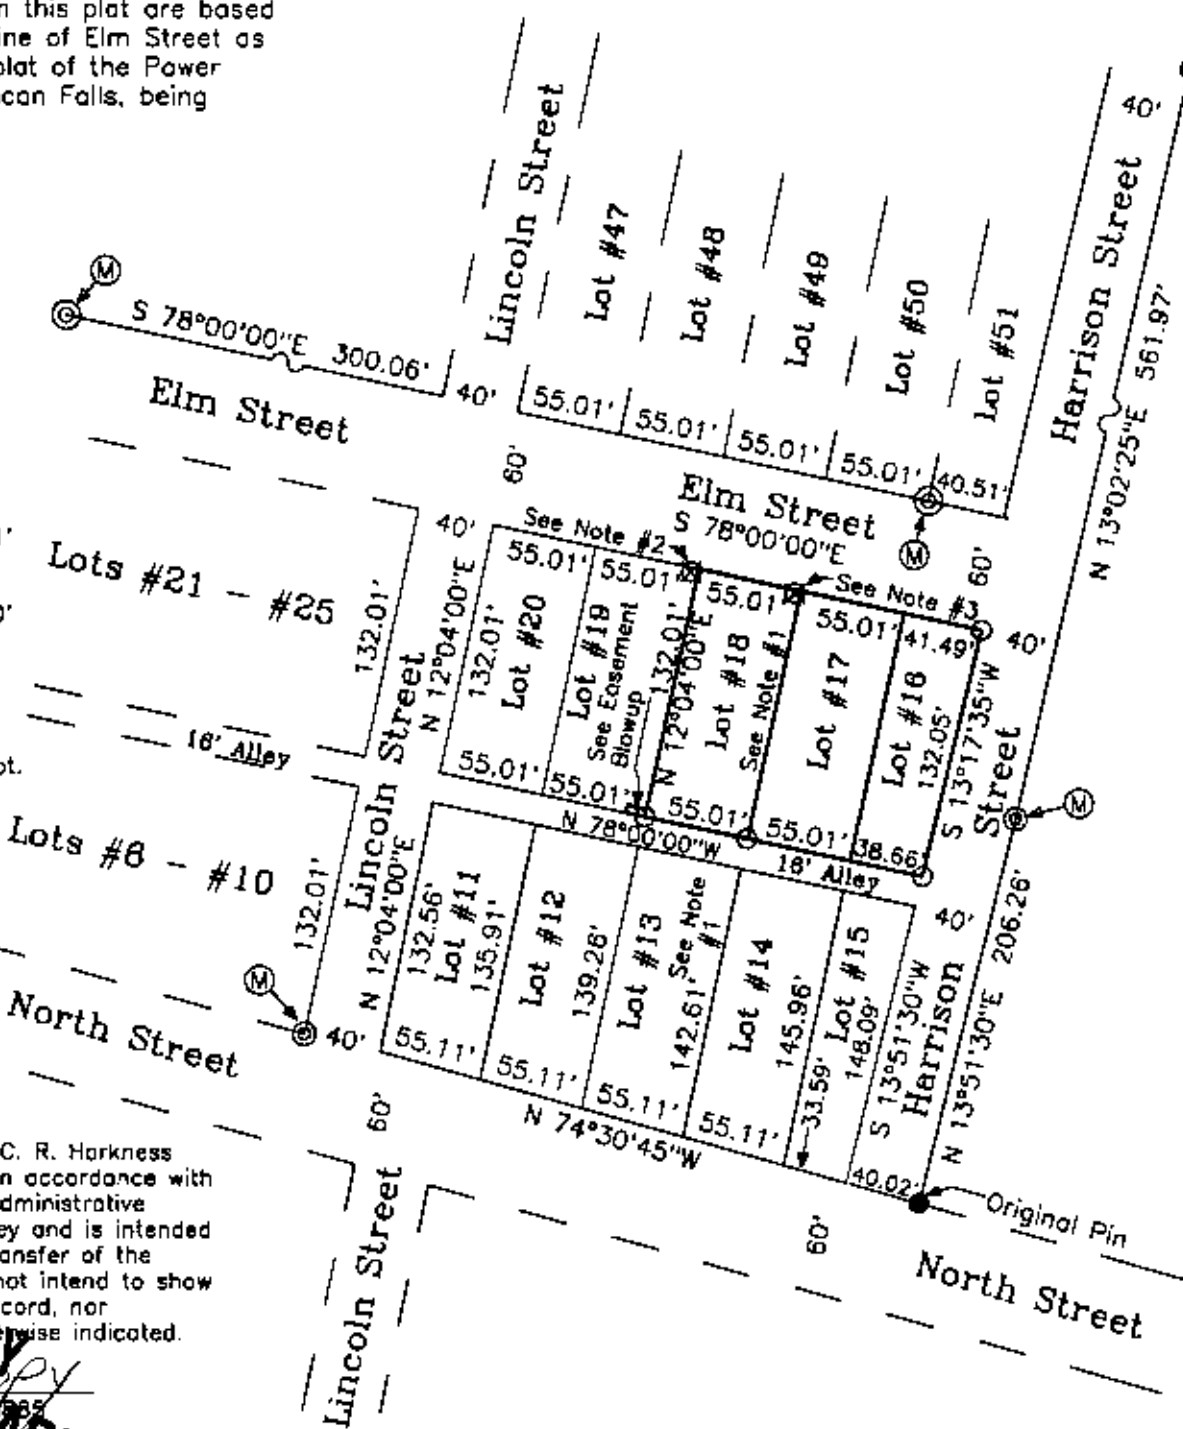 n this plat are based
ine of Elm Street as
plat of the Power
ncan Falls, being
Lincoln Street
40'
Harrison Street
N 13°02'25"E 561.97'
Lot #47
Lot #48
Lot #49
Lot #50
Lot #51
M
S 78°00'00"E 300.06'
40'
Elm Street
55.01'
55.01'
55.01'
55.01'
40.51'
60'
Elm Street
S 78°00'00"E
M
See Note #2
See Note #3
60'
40'
40'
Lots #21 - #25
132.01'
Lincoln Street
N 12°04'00"E
132.01'
55.01'
Lot #20
55.01'
55.01'
Lot #19
See Easement
Blowup
55.01'
132.01'
N 12°04'00"E
55.01'
Lot #18
See Note #1
55.01'
55.01'
Lot #17
55.01'
41.49'
Lot #16
132.05'
38.66'
S 13°17'35"W
Street
M
16' Alley
N 78°00'00"W
16' Alley
Lots #6 - #10
132.01'
Lincoln Street
N 12°04'00"E
132.56'
Lot #11
135.91'
Lot #12
139.26'
Lot #13
See Note
#1
142.61'
Lot #14
145.96'
Lot #15
148.09'
33.59'
S 13°51'30"W
40'
Harrison
N 13°51'30"E 206.26'
M
40'
North Street
55.11'
55.11'
55.11'
55.11'
40.02'
N 74°30'45"W
60'
60'
Original Pin
North Street
Lincoln Street
ot.
C. R. Harkness
n accordance with
dministrative
ey and is intended
ansfer of the
not intend to show
cord, nor
erwise indicated.